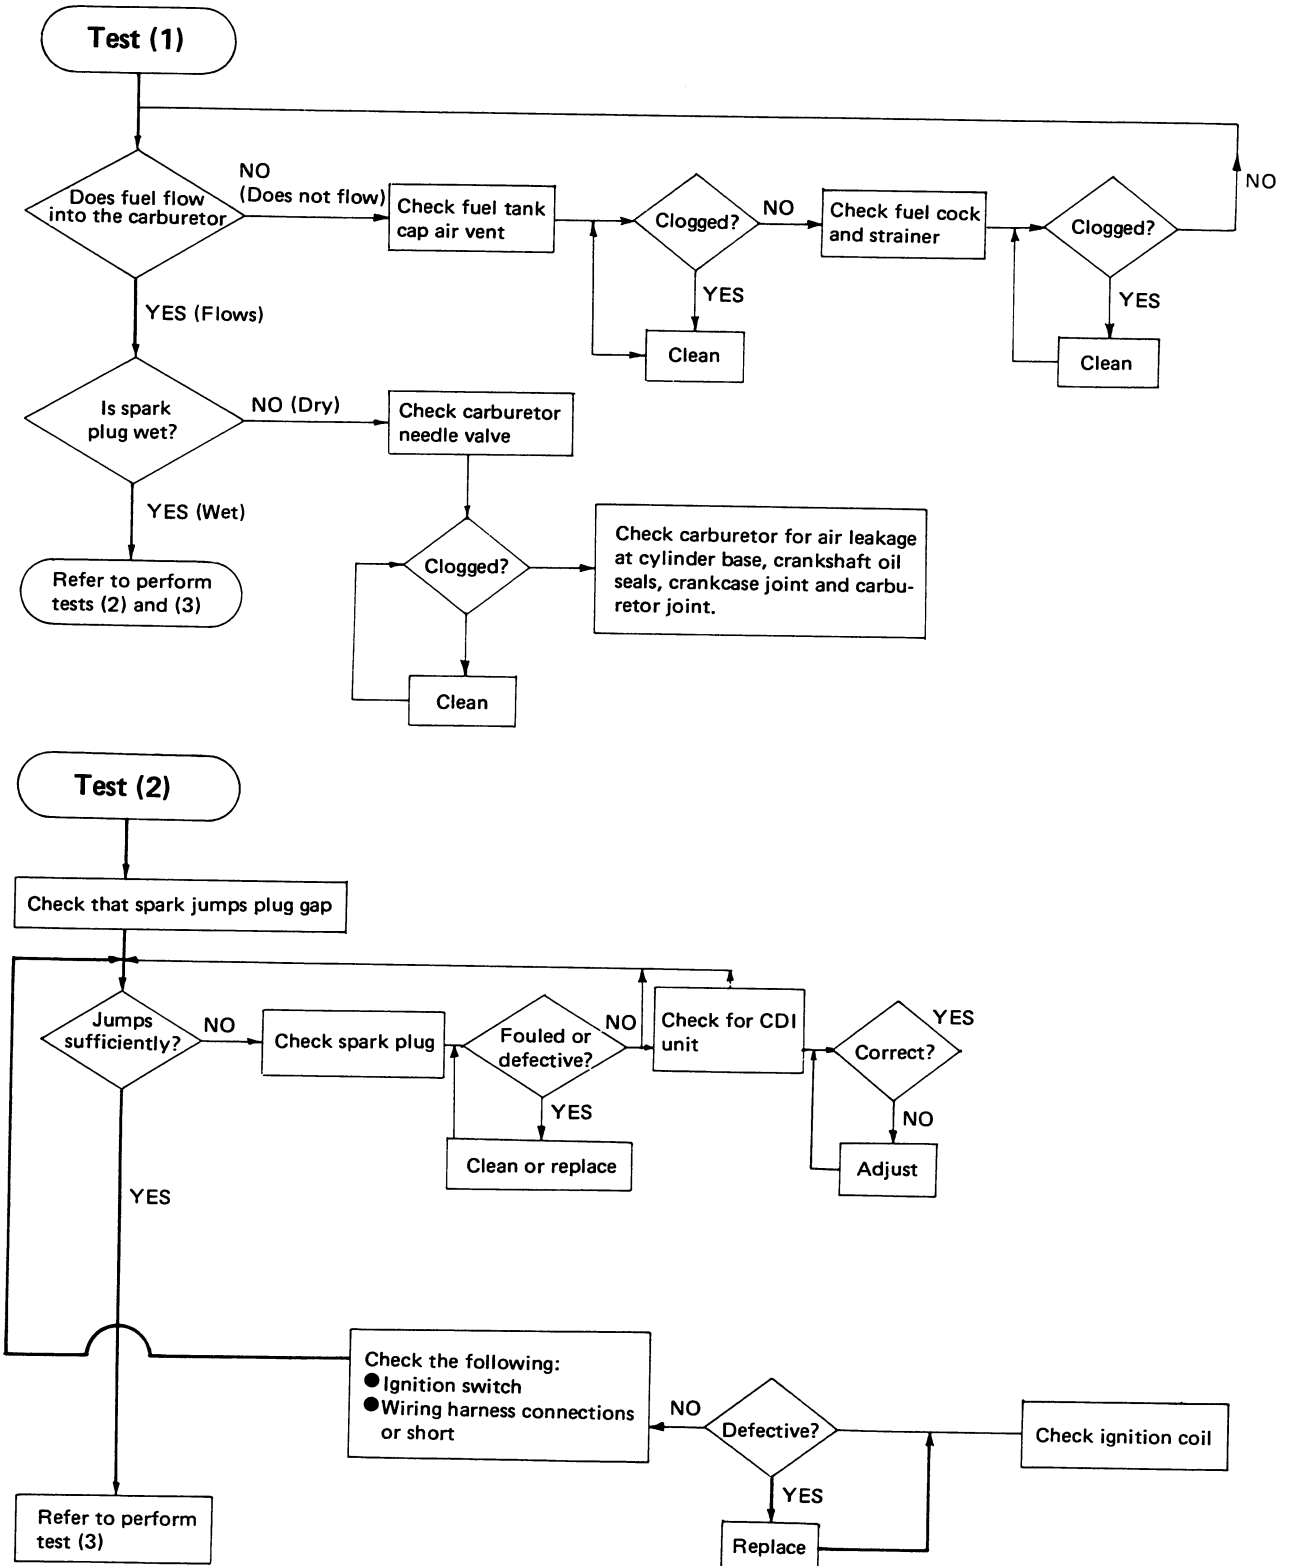 Test (1)
NO
(Does not flow)
Does fuel flow
into the carburetor
Check fuel tank
cap air vent
Clogged?
NO
Check fuel cock
and strainer
Clogged?
NO
YES
Clean
YES
Clean
YES (Flows)
Is spark
plug wet?
NO (Dry)
Check carburetor
needle valve
YES (Wet)
Refer to perform
tests (2) and (3)
Clogged?
Check carburetor for air leakage
at cylinder base, crankshaft oil
seals, crankcase joint and carbu-
retor joint.
Clean
Test (2)
Check that spark jumps plug gap
Jumps
sufficiently?
NO
Check spark plug
Fouled or
defective?
NO
Check for CDI
unit
Correct?
YES
YES
Clean or replace
NO
Adjust
YES
Check the following:
●Ignition switch
●Wiring harness connections
or short
NO
Defective?
Check ignition coil
YES
Replace
Refer to perform
test (3)